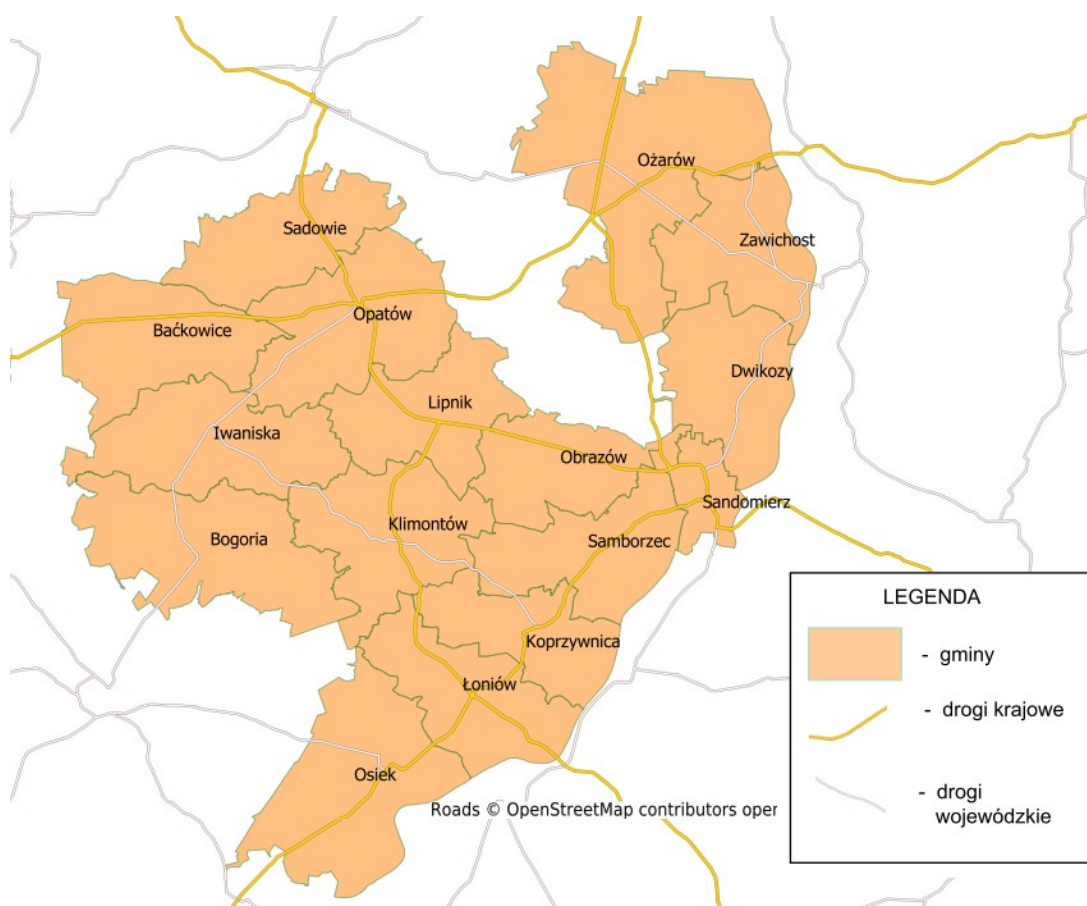 Ożarów
Sadowie
Zawichost
Opatów
Baćkowice
Dwikozy
Lipnik
Iwaniska
Obrazów
Sandomierz
Klimontów
Bogoria
Samborzec
Koprzywnica
Łoniów
Osiek
Roads © OpenStreetMap contributors oper
LEGENDA
- gminy
- drogi krajowe
- drogi
wojewódzkie